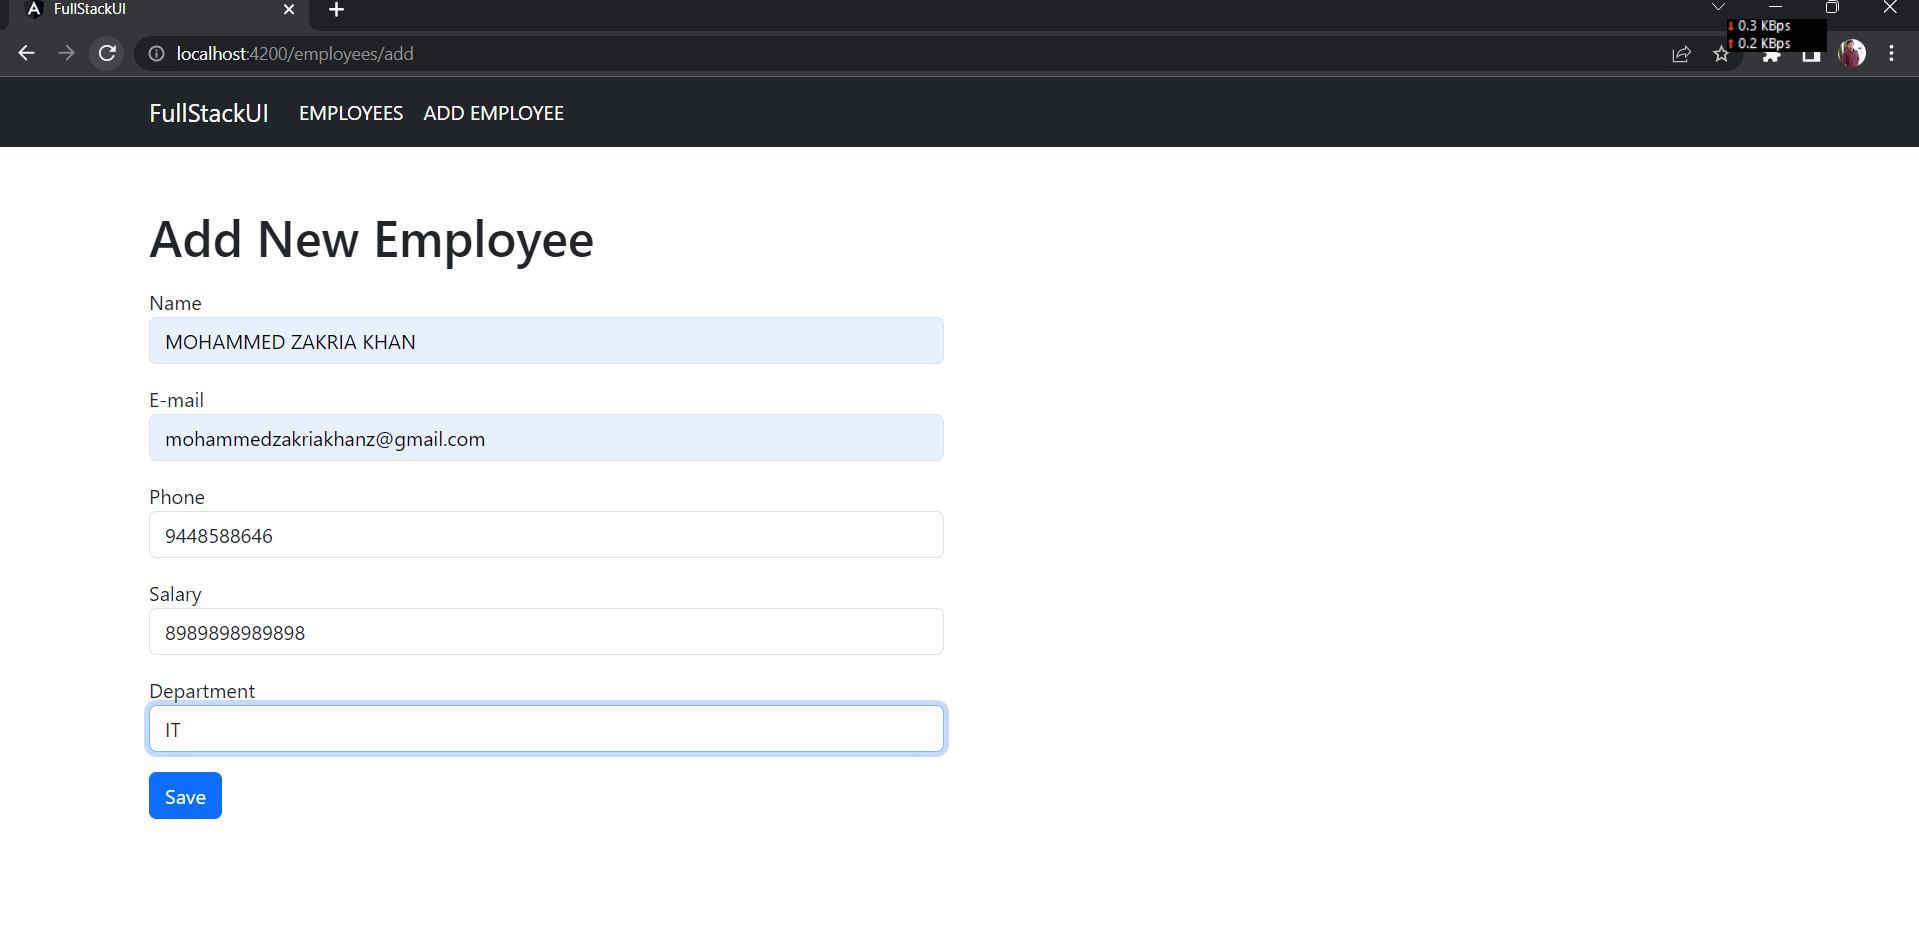 FullStackUI
0.3 KBps
0.2 KBps
localhost:4200/employees/add
FullStackUI EMPLOYEES ADD EMPLOYEE
Add New Employee
Name
MOHAMMED ZAKRIA KHAN
E-mail
mohammedzakriakhanz@gmail.com
Phone
9448588646
Salary
8989898989898
Department
IT
Save